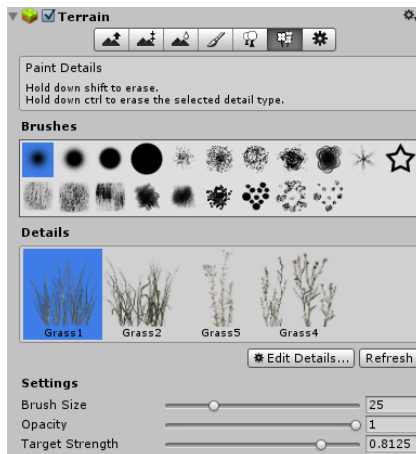 Terrain
Paint Details
Hold down shift to erase.
Hold down ctrl to erase the selected detail type.
Brushes
Details
Grass1 Grass2 Grass5 Grass4
Edit Details... Refresh
Settings
Brush Size 25
Opacity 1
Target Strength 0.8125